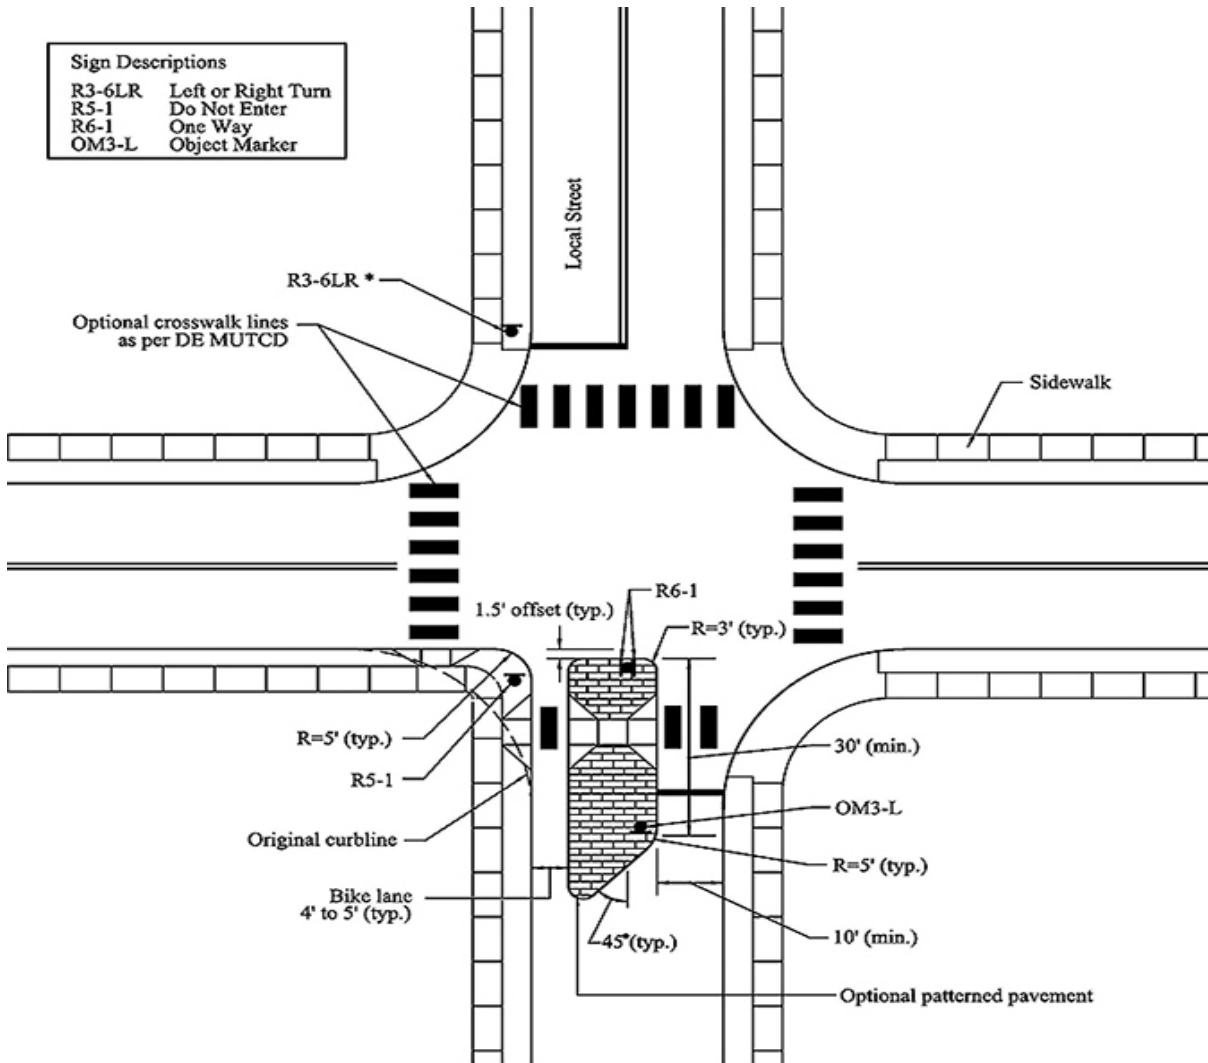 Sign Descriptions
R3-6LR Left or Right Turn
R5-1 Do Not Enter
R6-1 One Way
OM3-L Object Marker
Local Street
R3-6LR *
Optional crosswalk lines
as per DE MUTCD
Sidewalk
R6-1
1.5' offset (typ.)
R=3' (typ.)
R=5' (typ.)
30' (min.)
R5-1
OM3-L
Original curbline
R=5' (typ.)
Bike lane
4' to 5' (typ.)
45° (typ.)
10' (min.)
Optional patterned pavement